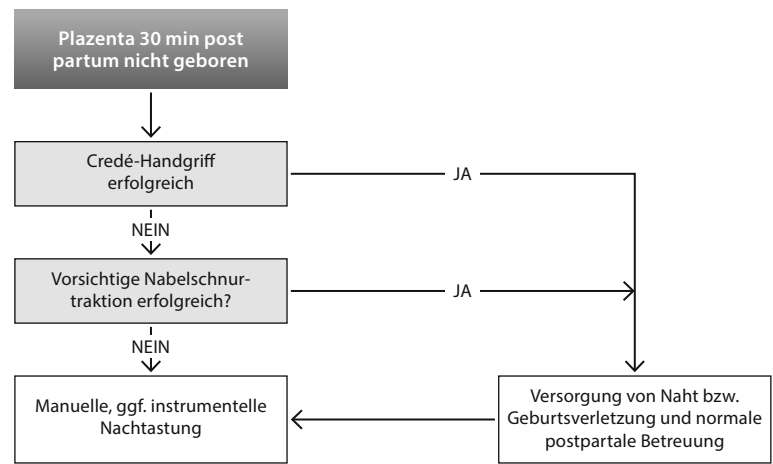 Plazenta 30 min post
partum nicht geboren
Credé-Handgriff
erfolgreich
JA
NEIN
Vorsichtige Nabelschnur-
traktion erfolgreich?
JA
NEIN
Manuelle, ggf. instrumentelle
Nachtastung
Versorgung von Naht bzw.
Geburtsverletzung und normale
postpartale Betreuung